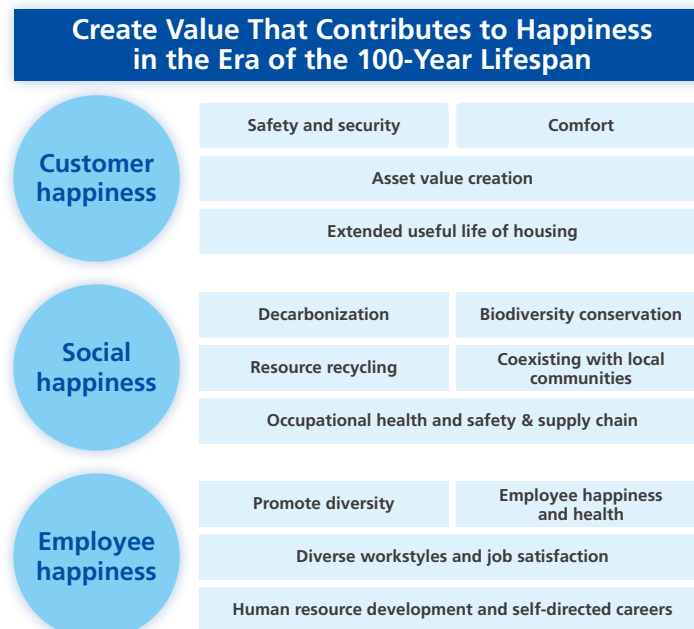 Create Value That Contributes to Happiness
in the Era of the 100-Year Lifespan
Customer
happiness
Safety and security
Comfort
Asset value creation
Extended useful life of housing
Social
happiness
Decarbonization
Biodiversity conservation
Resource recycling
Coexisting with local
communities
Occupational health and safety & supply chain
Employee
happiness
Promote diversity
Employee happiness
and health
Diverse workstyles and job satisfaction
Human resource development and self-directed careers